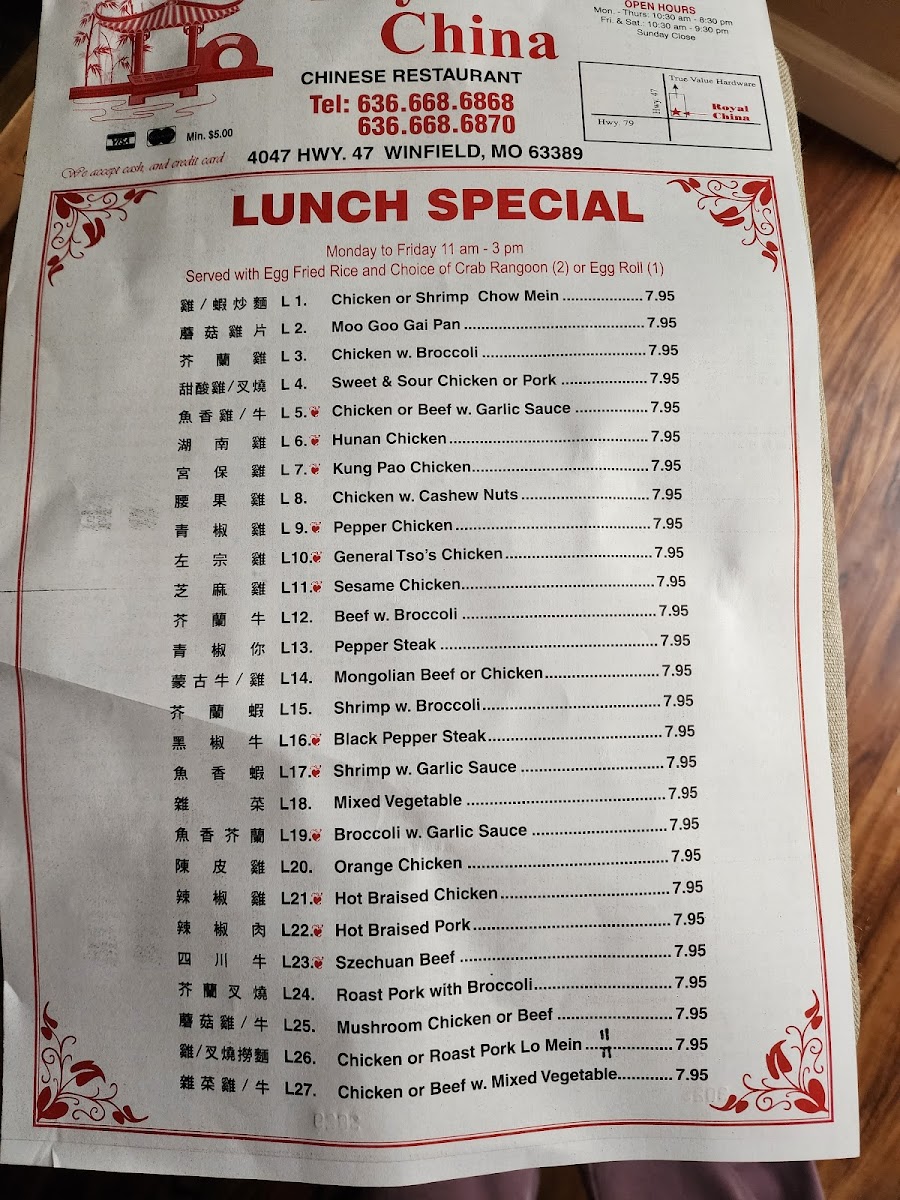 China
OPEN HOURS
Mon. - Thurs: 10:30 am - 8:30 pm
Fri. & Sat.: 10:30 am - 9:30 pm
Sunday Close
CHINESE RESTAURANT
Tel: 636.668.6868
636.668.6870
VISA Min. $5.00
We accept cash, and credit card
4047 HWY. 47 WINFIELD, MO 63389
True Value Hardware
Hwy. 47
Royal
China
Hwy. 79
LUNCH SPECIAL
Monday to Friday 11 am - 3 pm
Served with Egg Fried Rice and Choice of Crab Rangoon (2) or Egg Roll (1)
雞/蝦炒麵 L 1. Chicken or Shrimp Chow Mein 7.95
蘑菇雞片 L 2. Moo Goo Gai Pan 7.95
芥蘭雞 L 3. Chicken w. Broccoli 7.95
甜酸雞/叉燒 L 4. Sweet & Sour Chicken or Pork 7.95
魚香雞/牛 L 5. Chicken or Beef w. Garlic Sauce 7.95
湖南雞 L 6. Hunan Chicken 7.95
宮保雞 L 7. Kung Pao Chicken 7.95
腰果雞 L 8. Chicken w. Cashew Nuts 7.95
青椒雞 L 9. Pepper Chicken 7.95
左宗雞 L10. General Tso's Chicken 7.95
芝麻雞 L11. Sesame Chicken 7.95
芥蘭牛 L12. Beef w. Broccoli 7.95
青椒你 L13. Pepper Steak 7.95
蒙古牛/雞 L14. Mongolian Beef or Chicken 7.95
芥蘭蝦 L15. Shrimp w. Broccoli 7.95
黑椒牛 L16. Black Pepper Steak 7.95
魚香蝦 L17. Shrimp w. Garlic Sauce 7.95
雜菜 L18. Mixed Vegetable 7.95
魚香芥蘭 L19. Broccoli w. Garlic Sauce 7.95
陳皮雞 L20. Orange Chicken 7.95
辣椒雞 L21. Hot Braised Chicken 7.95
辣椒肉 L22. Hot Braised Pork 7.95
四川牛 L23. Szechuan Beef 7.95
芥蘭叉燒 L24. Roast Pork with Broccoli 7.95
蘑菇雞/牛 L25. Mushroom Chicken or Beef 7.95
雞/叉燒撈麵 L26. Chicken or Roast Pork Lo Mein 7.95
雜菜雞/牛 L27. Chicken or Beef w. Mixed Vegetable 7.95